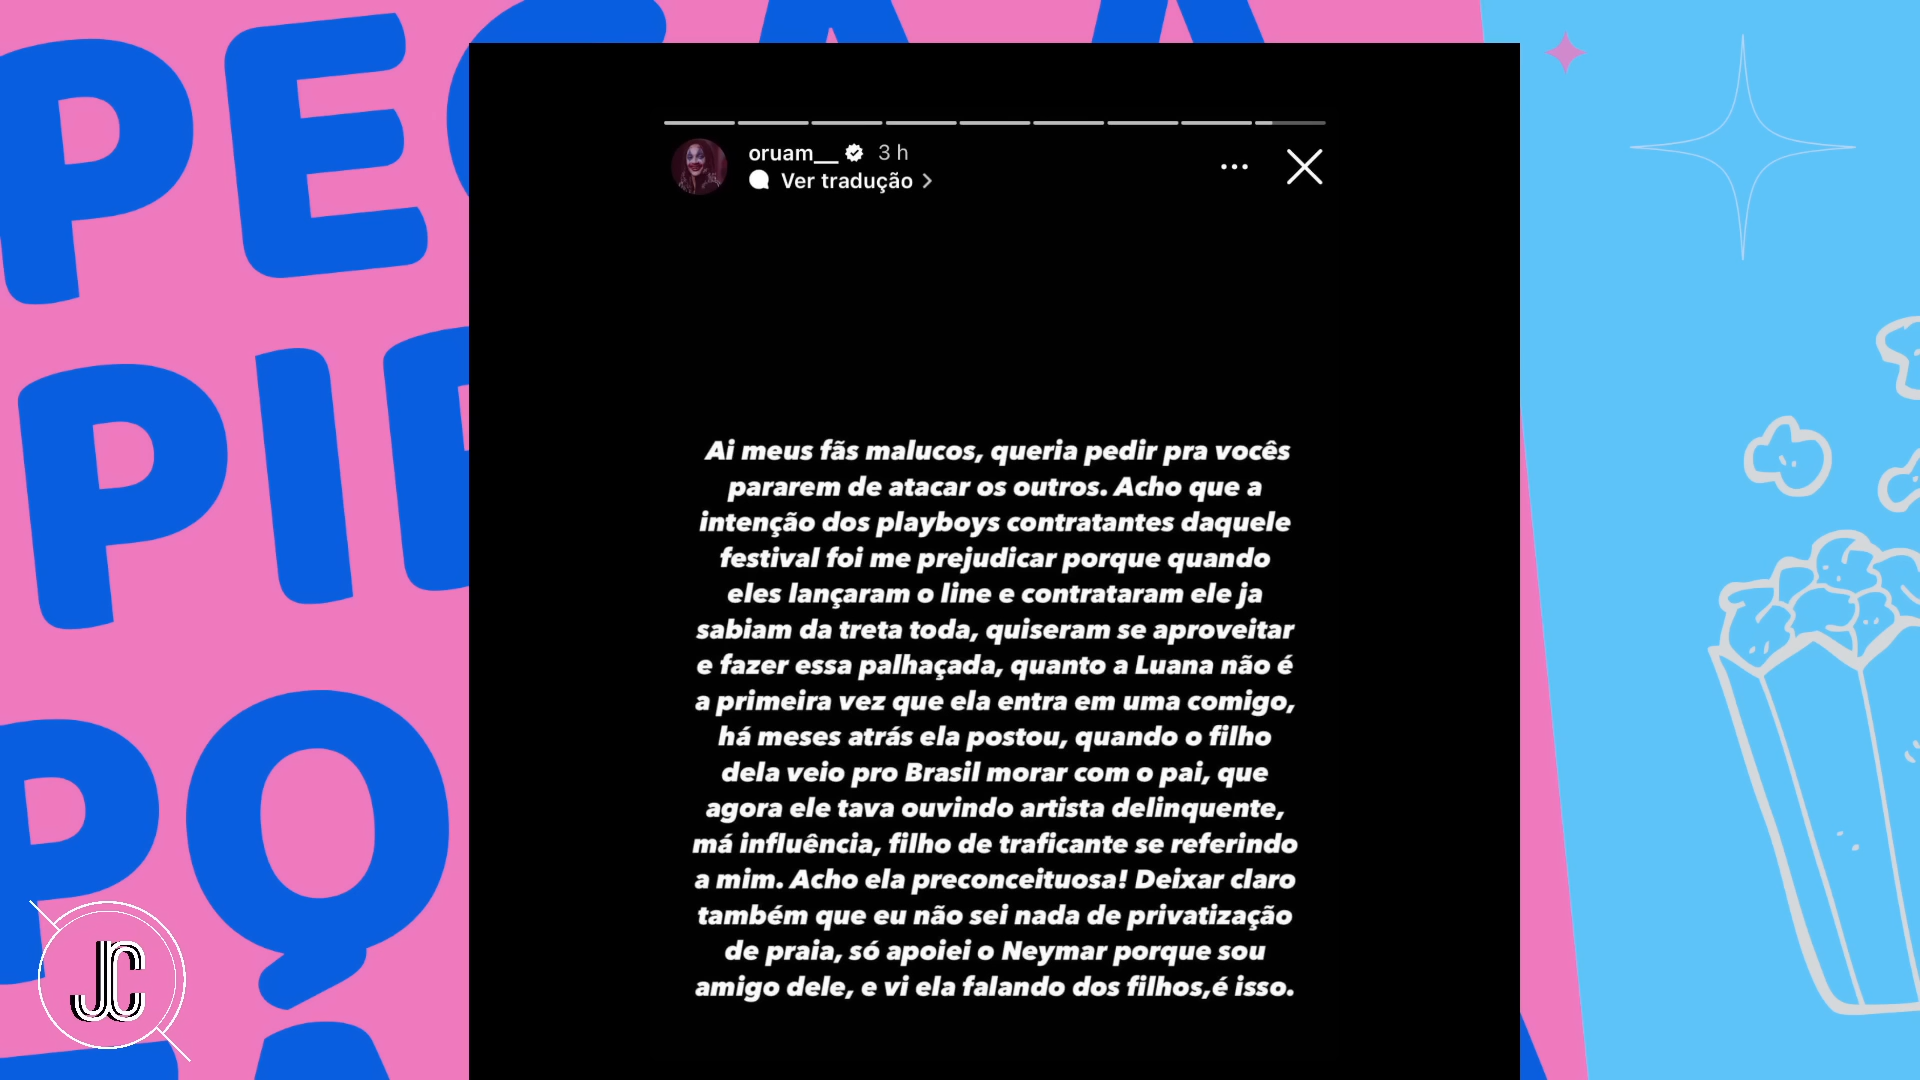 PEGA A
PIP
PQ
oruam__ 3 h
Ver tradução
Ai meus fãs malucos, queria pedir pra vocês
pararem de atacar os outros. Acho que a
intenção dos playboys contratantes daquele
festival foi me prejudicar porque quando
eles lançaram o line e contrataram ele ja
sabiam da treta toda, quiseram se aproveitar
e fazer essa palhaçada, quanto a Luana não é
a primeira vez que ela entra em uma comigo,
há meses atrás ela postou, quando o filho
dela veio pro Brasil morar com o pai, que
agora ele tava ouvindo artista delinquente,
má influência, filho de traficante se referindo
a mim. Acho ela preconceituosa! Deixar claro
também que eu não sei nada de privatização
de praia, só apoiei o Neymar porque sou
amigo dele, e vi ela falando dos filhos,é isso.
JC